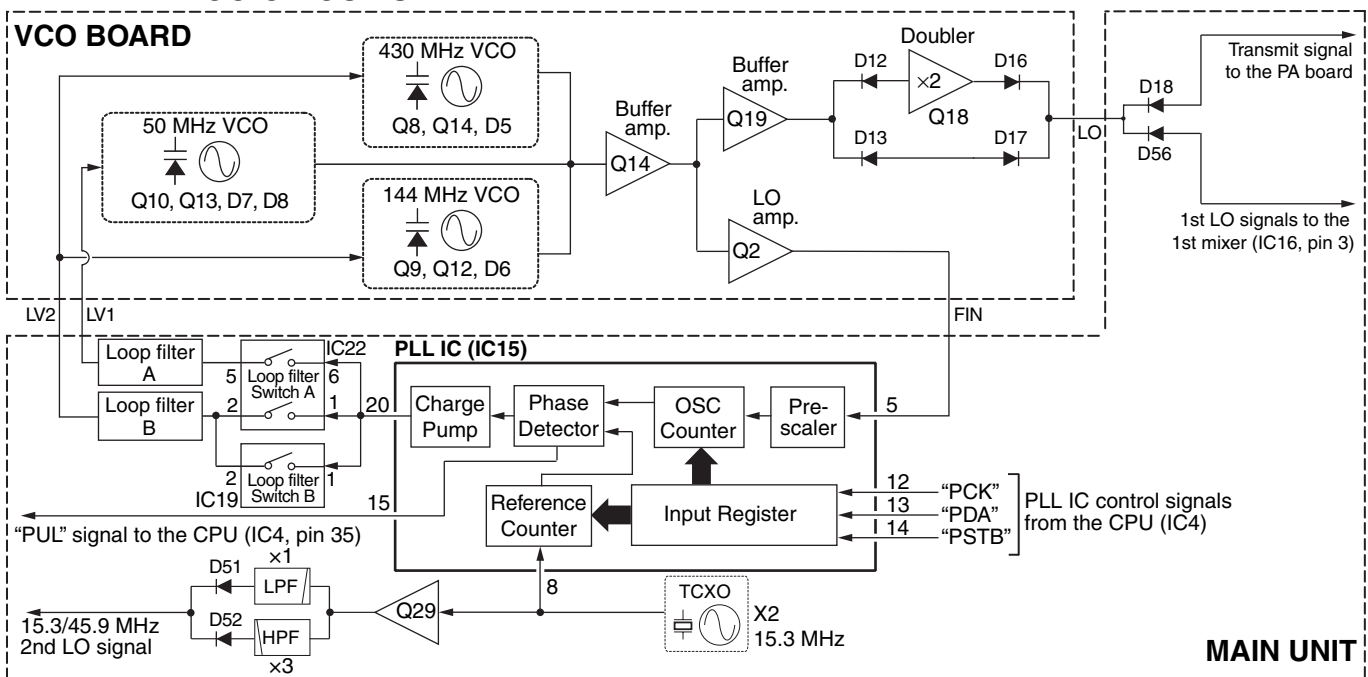 VCO BOARD
430 MHz VCO
Q8, Q14, D5
50 MHz VCO
Q10, Q13, D7, D8
144 MHz VCO
Q9, Q12, D6
Buffer
amp.
Q14
Buffer
amp.
Q19
LO
amp.
Q2
Doubler
D12
×2
Q18
D16
D13
D17
LO
D18
D56
Transmit signal
to the PA board
1st LO signals to the
1st mixer (IC16, pin 3)
LV2
LV1
FIN
Loop filter
A
Loop filter
B
IC22
5
Loop filter
Switch A
6
2
1
2
Loop filter
Switch B
1
IC19
PLL IC (IC15)
20
Charge
Pump
Phase
Detector
OSC
Counter
Pre-
scaler
5
15
Reference
Counter
Input Register
12
"PCK"
13
"PDA"
14
"PSTB"
PLL IC control signals
from the CPU (IC4)
"PUL" signal to the CPU (IC4, pin 35)
8
D51
×1
LPF
D52
HPF
×3
Q29
15.3/45.9 MHz
2nd LO signal
TCXO
X2
15.3 MHz
MAIN UNIT